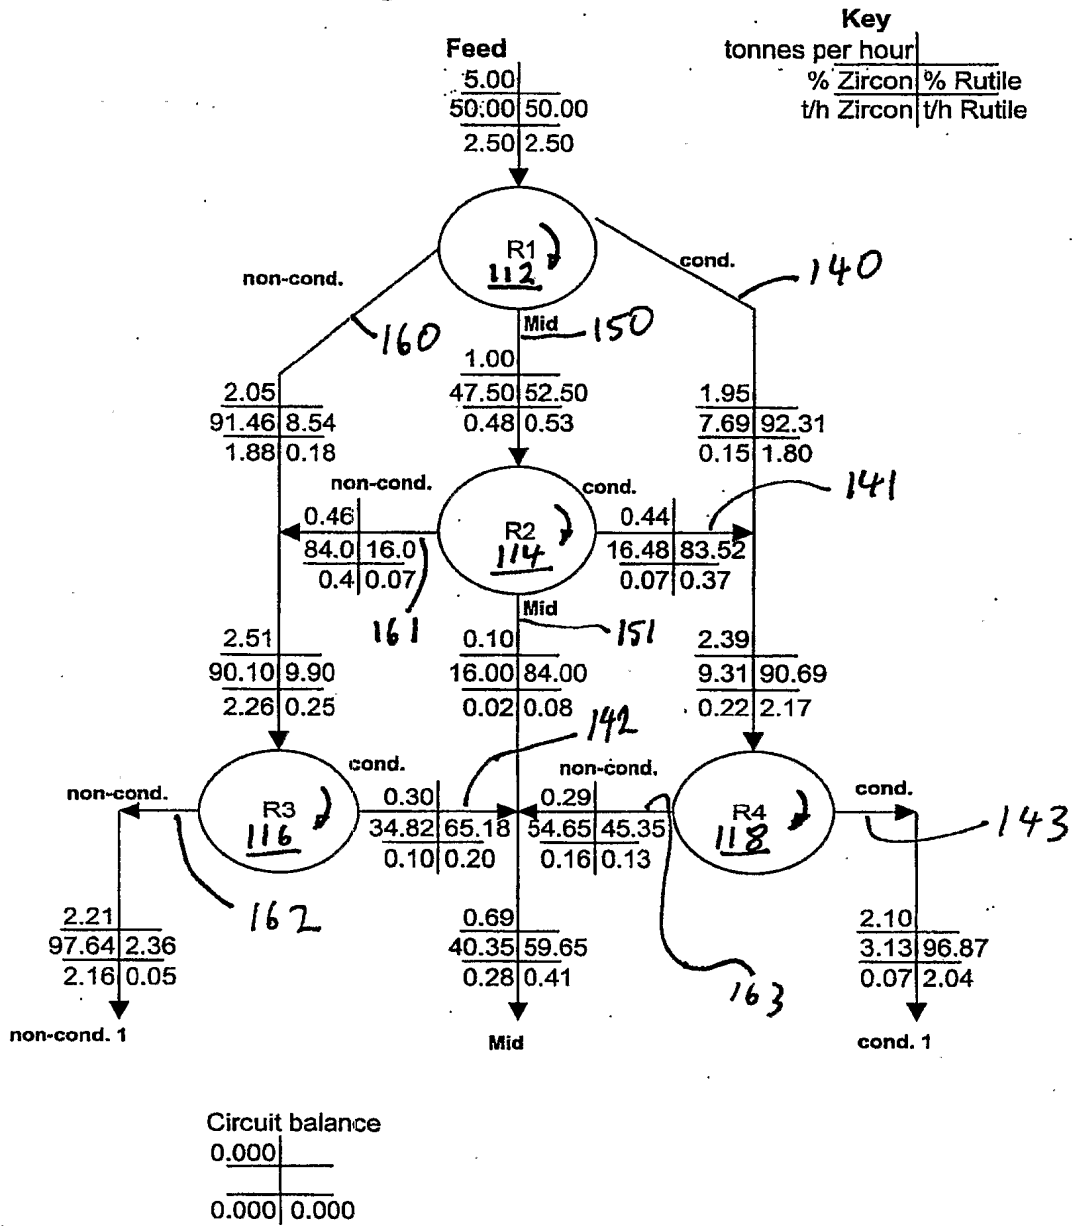 Key
Feed
tonnes per hour
5.00
% Zircon % Rutile
50.00 50.00
t/h Zircon t/h Rutile
2.50 2.50
R1
112
non-cond.
cond.
140
160
Mid
150
1.00
2.05
47.50 52.50
1.95
91.46 8.54
0.48 0.53
7.69 92.31
1.88 0.18
0.15 1.80
non-cond.
cond.
141
0.46
R2
114
0.44
84.0 16.0
16.48 83.52
0.4 0.07
0.07 0.37
161
Mid
151
2.51
0.10
2.39
90.10 9.90
16.00 84.00
9.31 90.69
2.26 0.25
0.02 0.08
0.22 2.17
142
cond.
non-cond.
non-cond.
cond.
R3
116
0.30
0.29
R4
118
143
34.82 65.18
54.65 45.35
0.10 0.20
0.16 0.13
162
2.21
0.69
2.10
97.64 2.36
40.35 59.65
3.13 96.87
2.16 0.05
0.28 0.41
163
0.07 2.04
non-cond. 1
Mid
cond. 1
Circuit balance
0.000
0.000 0.000